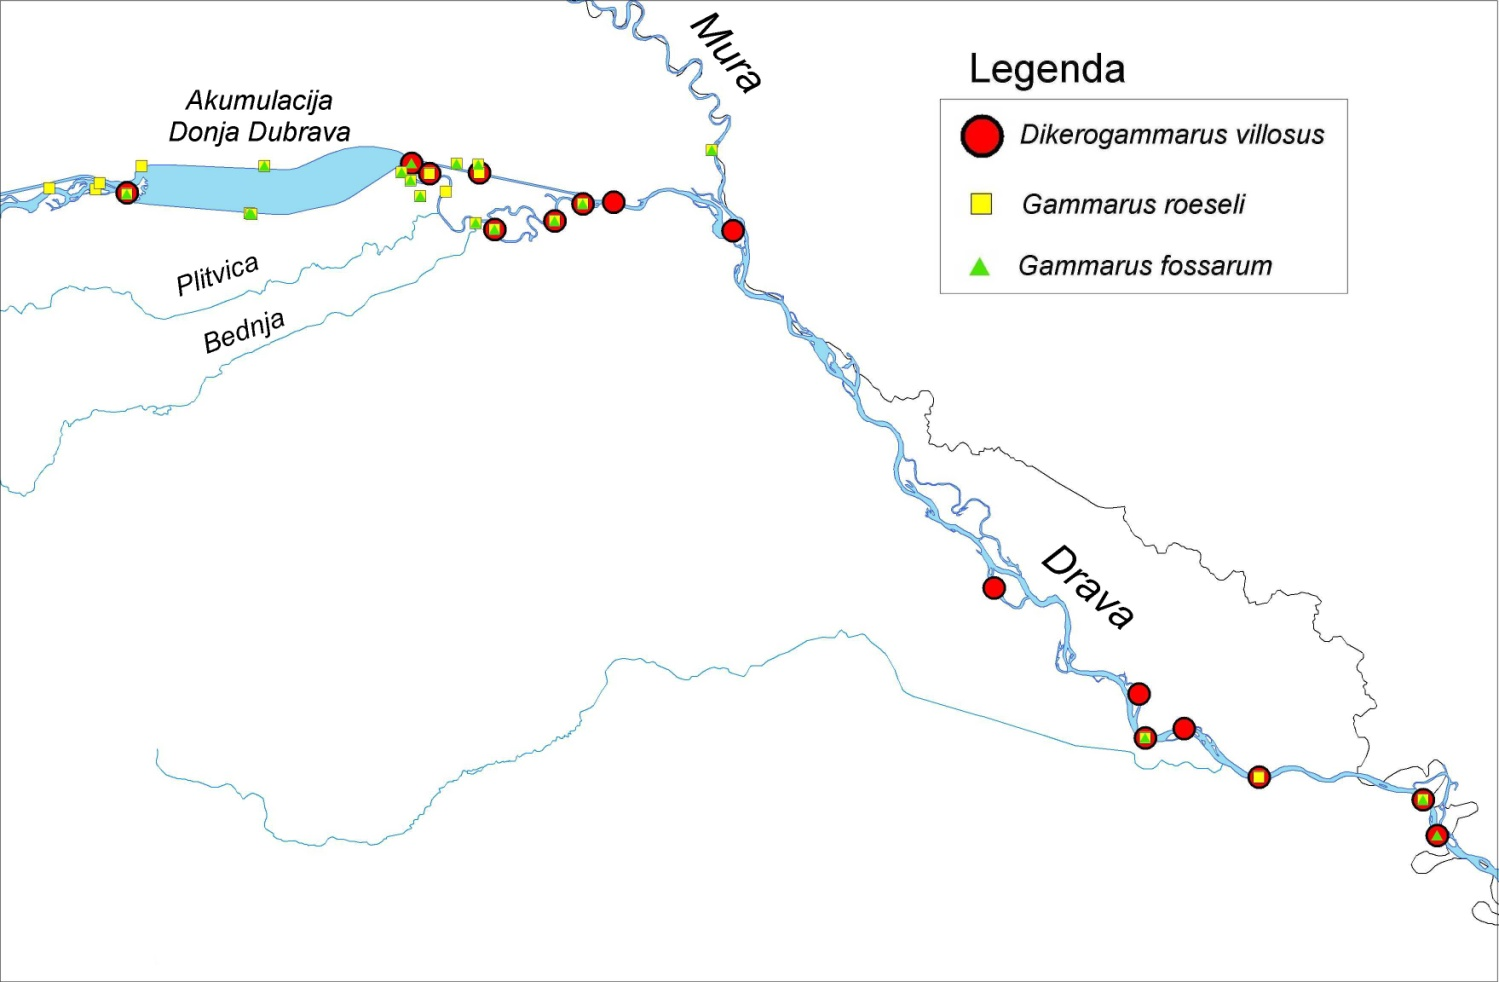 Mura
Legenda
Akumulacija
Donja Dubrava
Dikerogammarus villosus
Gammarus roeseli
Gammarus fossarum
Plitvica
Bednja
Drava